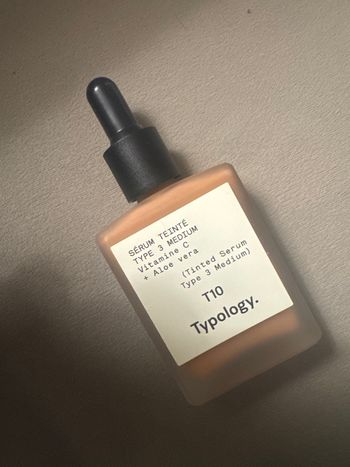 SÉRUM TEINTÉ
TYPE 3 MEDIUM
Vitamine C
+ Aloe vera
(Tinted Serum
Type 3 Medium)
T10
Typology.